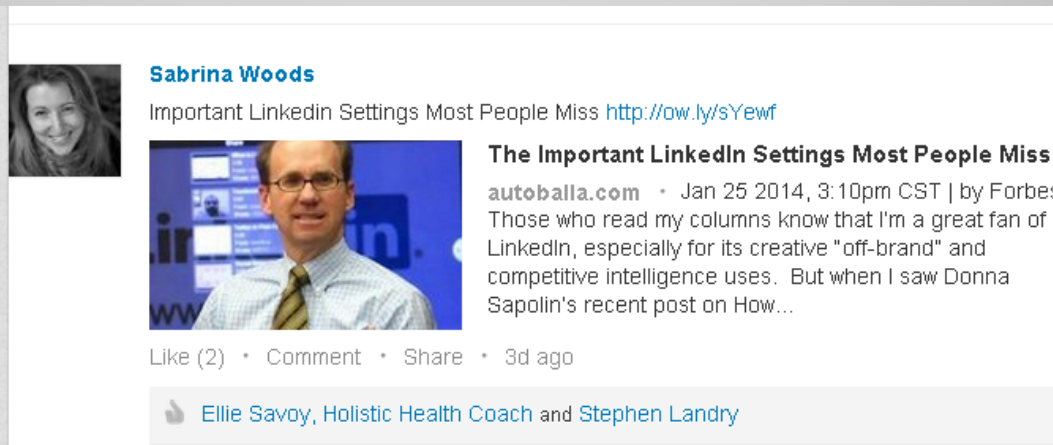 Sabrina Woods
Important Linkedin Settings Most People Miss http://ow.ly/sYewf
The Important LinkedIn Settings Most People Miss
autoballa.com • Jan 25 2014, 3:10pm CST | by Forbes
Those who read my columns know that I'm a great fan of
LinkedIn, especially for its creative "off-brand" and
competitive intelligence uses. But when I saw Donna
Sapolin's recent post on How...
in.
ww
Like (2) • Comment • Share • 3d ago
Ellie Savoy, Holistic Health Coach and Stephen Landry